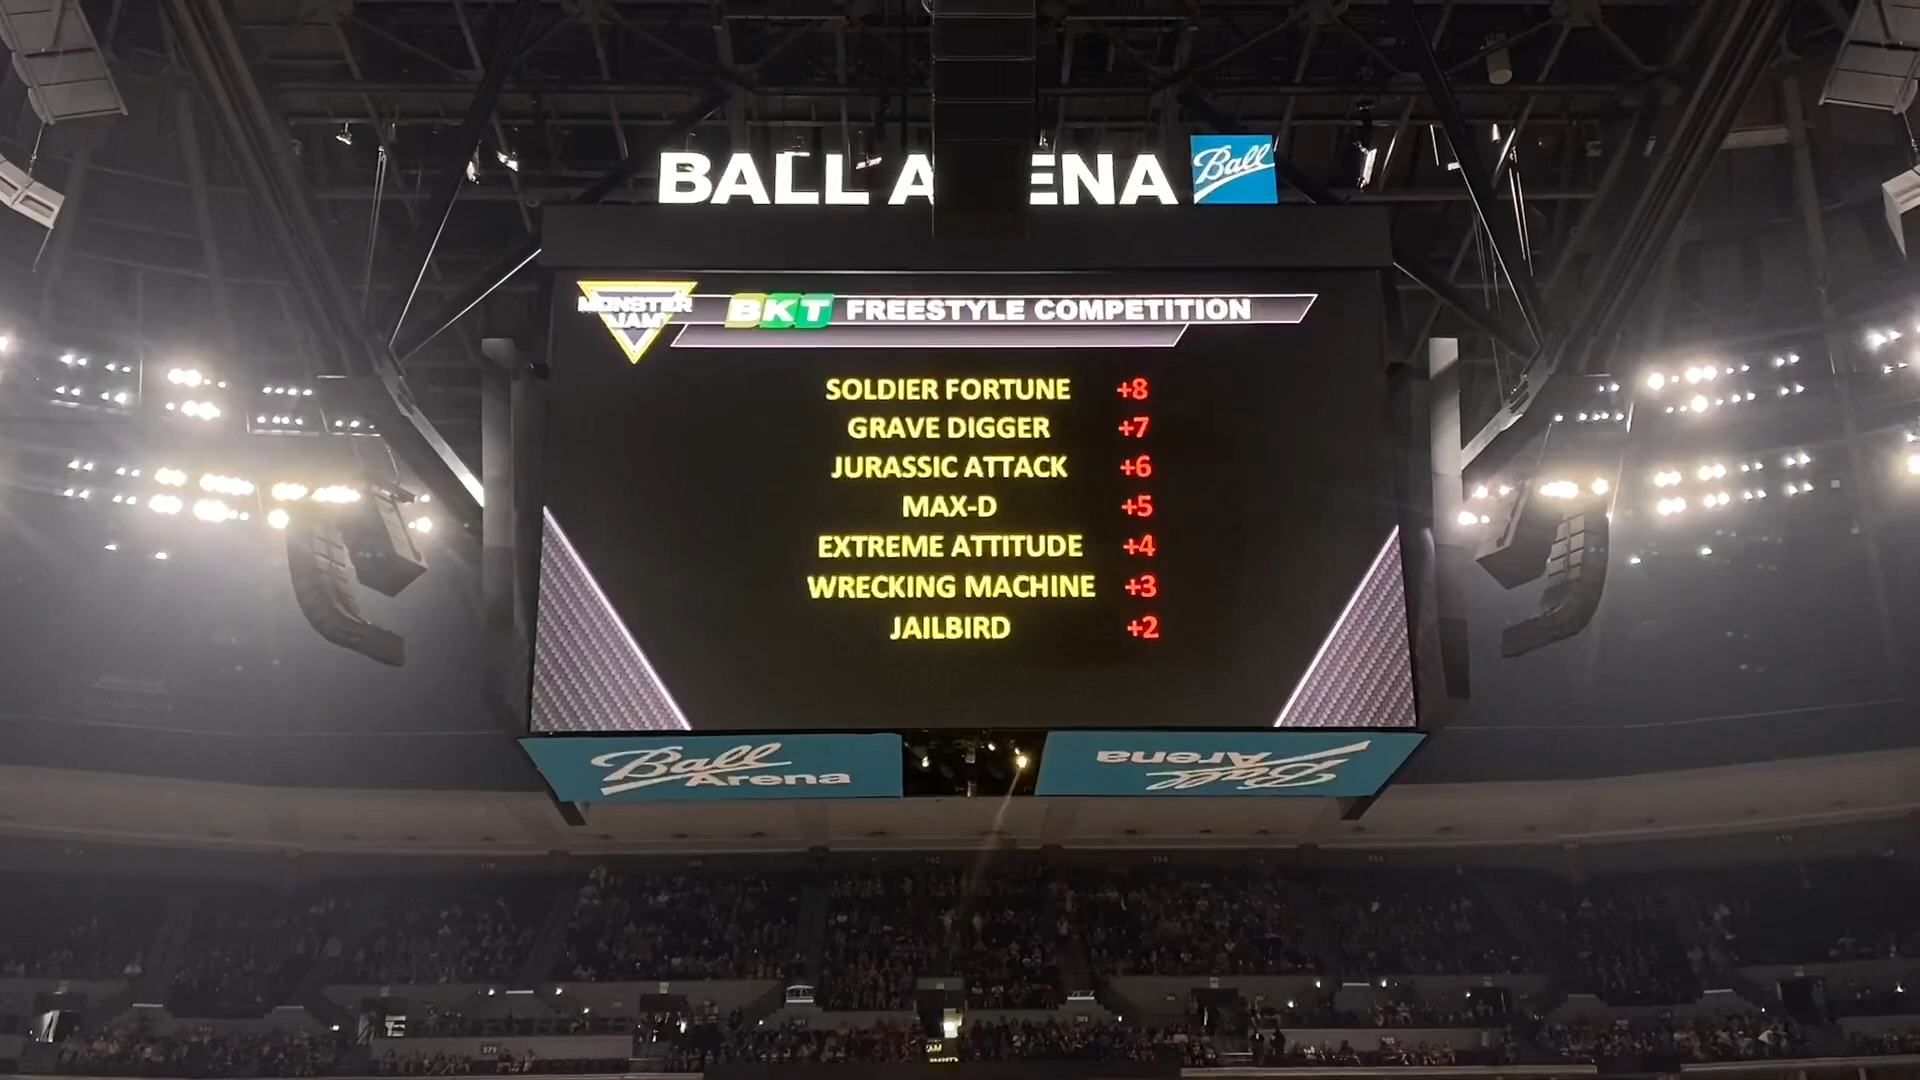 BALL A ENA Ball
MONSTER JAM BKT FREESTYLE COMPETITION
SOLDIER FORTUNE +8
GRAVE DIGGER +7
JURASSIC ATTACK +6
MAX-D +5
EXTREME ATTITUDE +4
WRECKING MACHINE +3
JAILBIRD +2
Ball Arena
Ball Arena